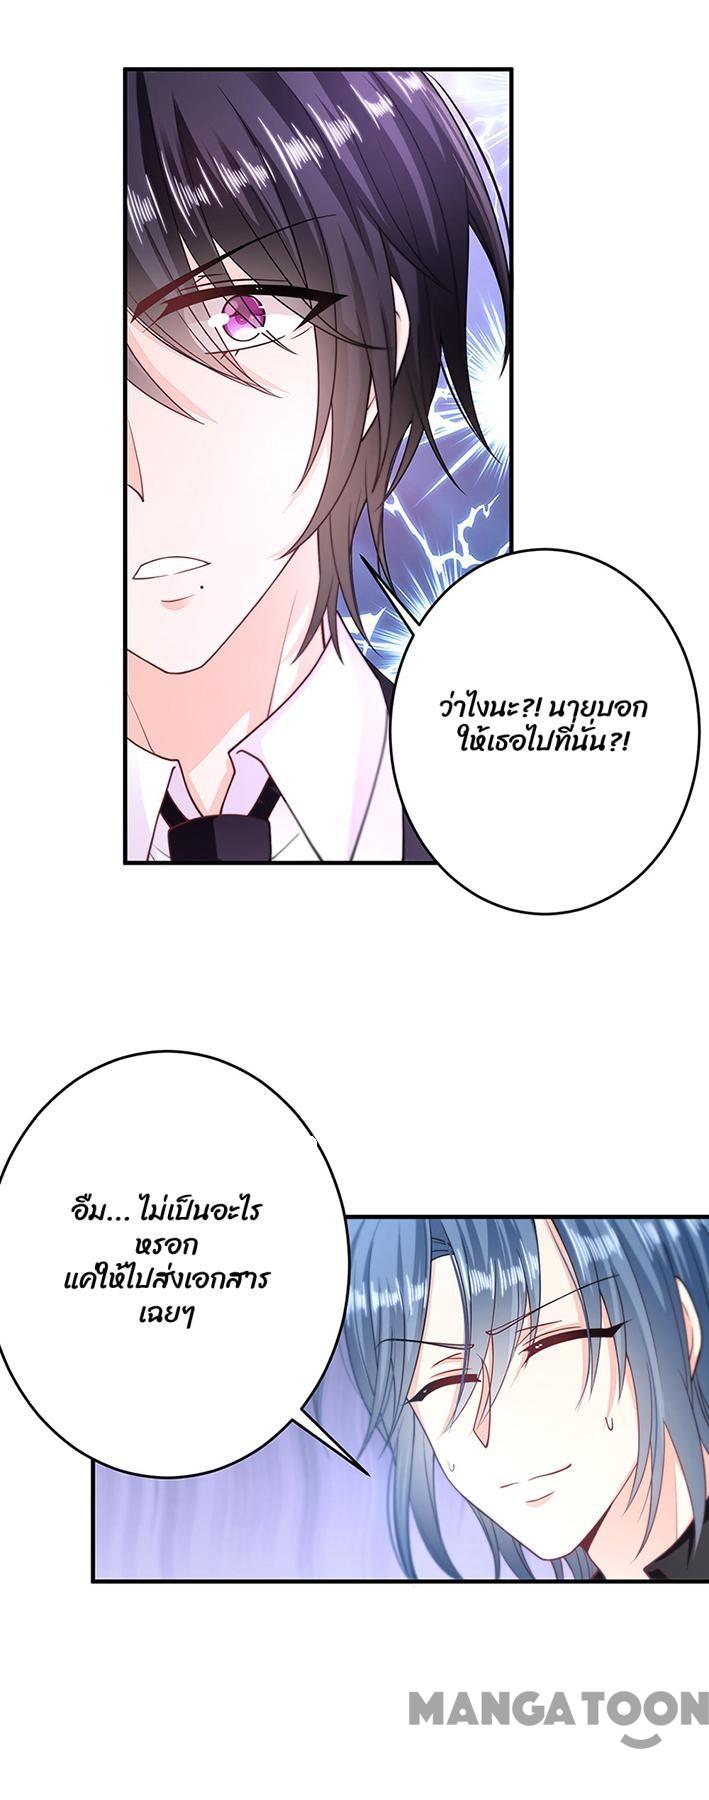 ว่าไงนะ?! นายบอก
ให้เธอไปที่นั่น?!
อืม... ไม่เป็นอะไร
หรอก
แค่ให้ไปส่งเอกสาร
เฉยๆ
MANGATOON